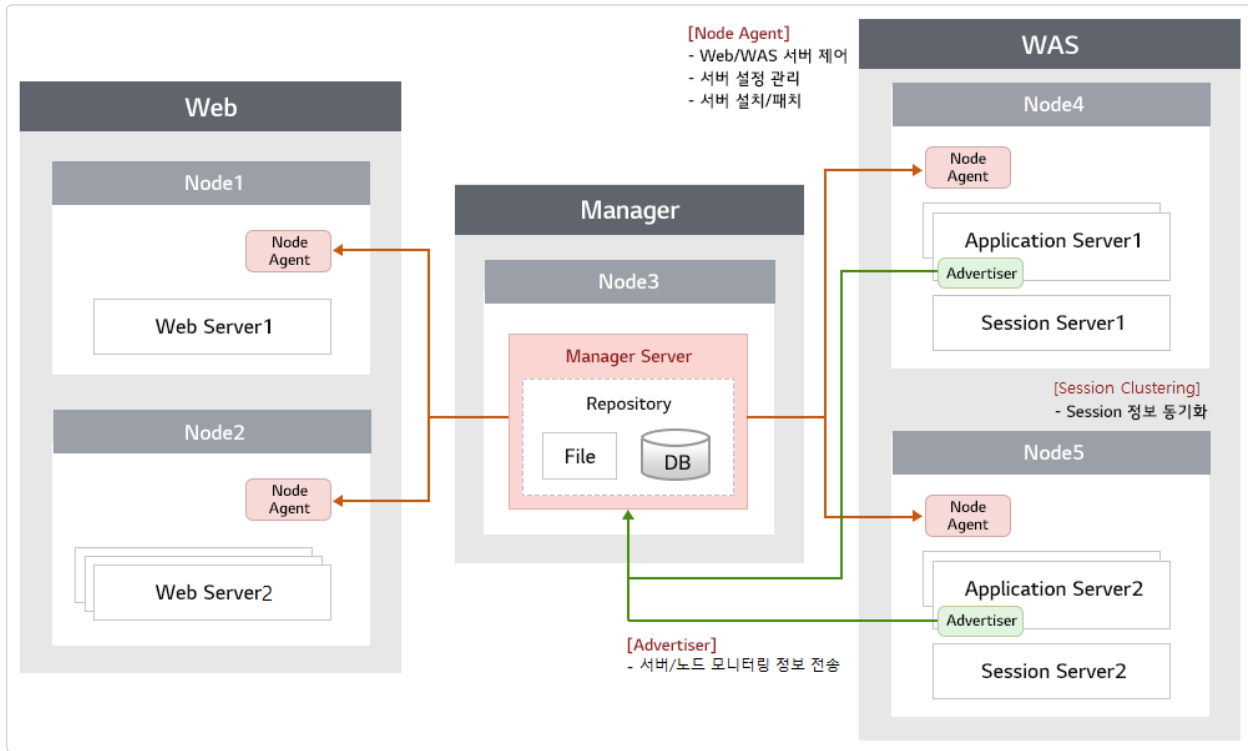 [Node Agent]
- Web/WAS 서버 제어
- 서버 설정 관리
- 서버 설치/패치
Web
Node1
Node
Agent
Web Server1
Node2
Node
Agent
Web Server2
Manager
Node3
Manager Server
Repository
File
DB
[Advertiser]
- 서버/노드 모니터링 정보 전송
WAS
Node4
Node
Agent
Application Server1
Advertiser
Session Server1
[Session Clustering]
- Session 정보 동기화
Node5
Node
Agent
Application Server2
Advertiser
Session Server2